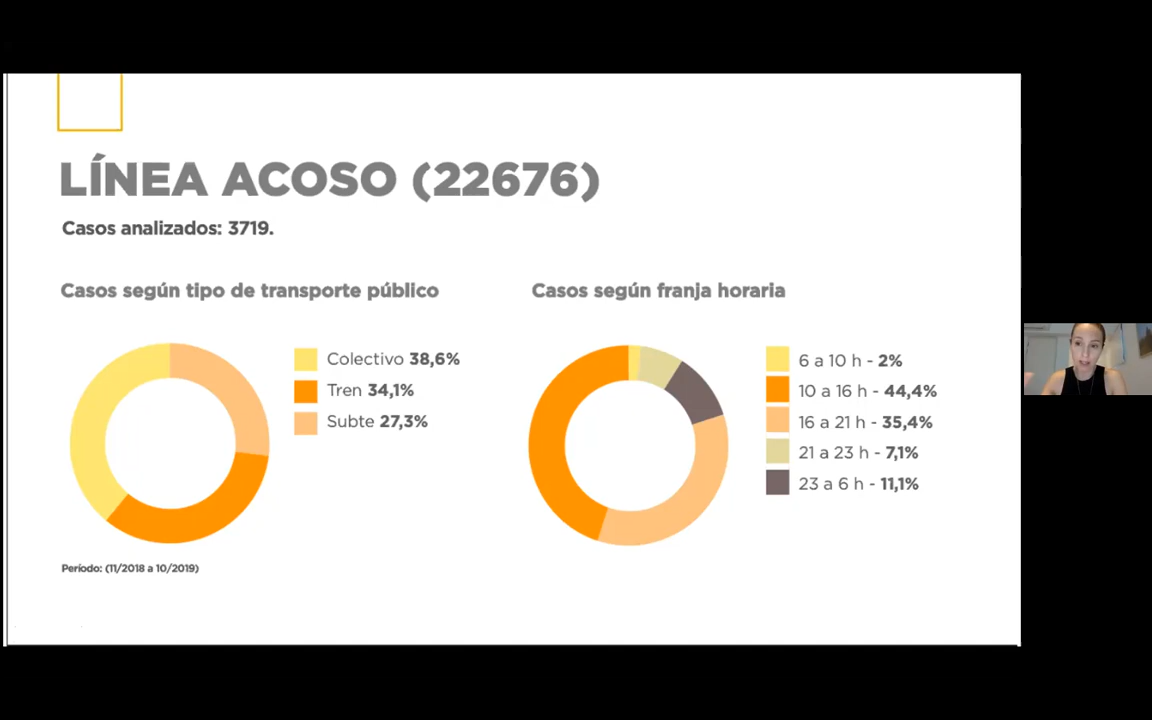 LÍNEA ACOSO (22676)
Casos analizados: 3719.
Casos según tipo de transporte público
Colectivo 38,6%
Tren 34,1%
Subte 27,3%
Casos según franja horaria
6 a 10 h - 2%
10 a 16 h - 44,4%
16 a 21 h - 35,4%
21 a 23 h - 7,1%
23 a 6 h - 11,1%
Período: (11/2018 a 10/2019)